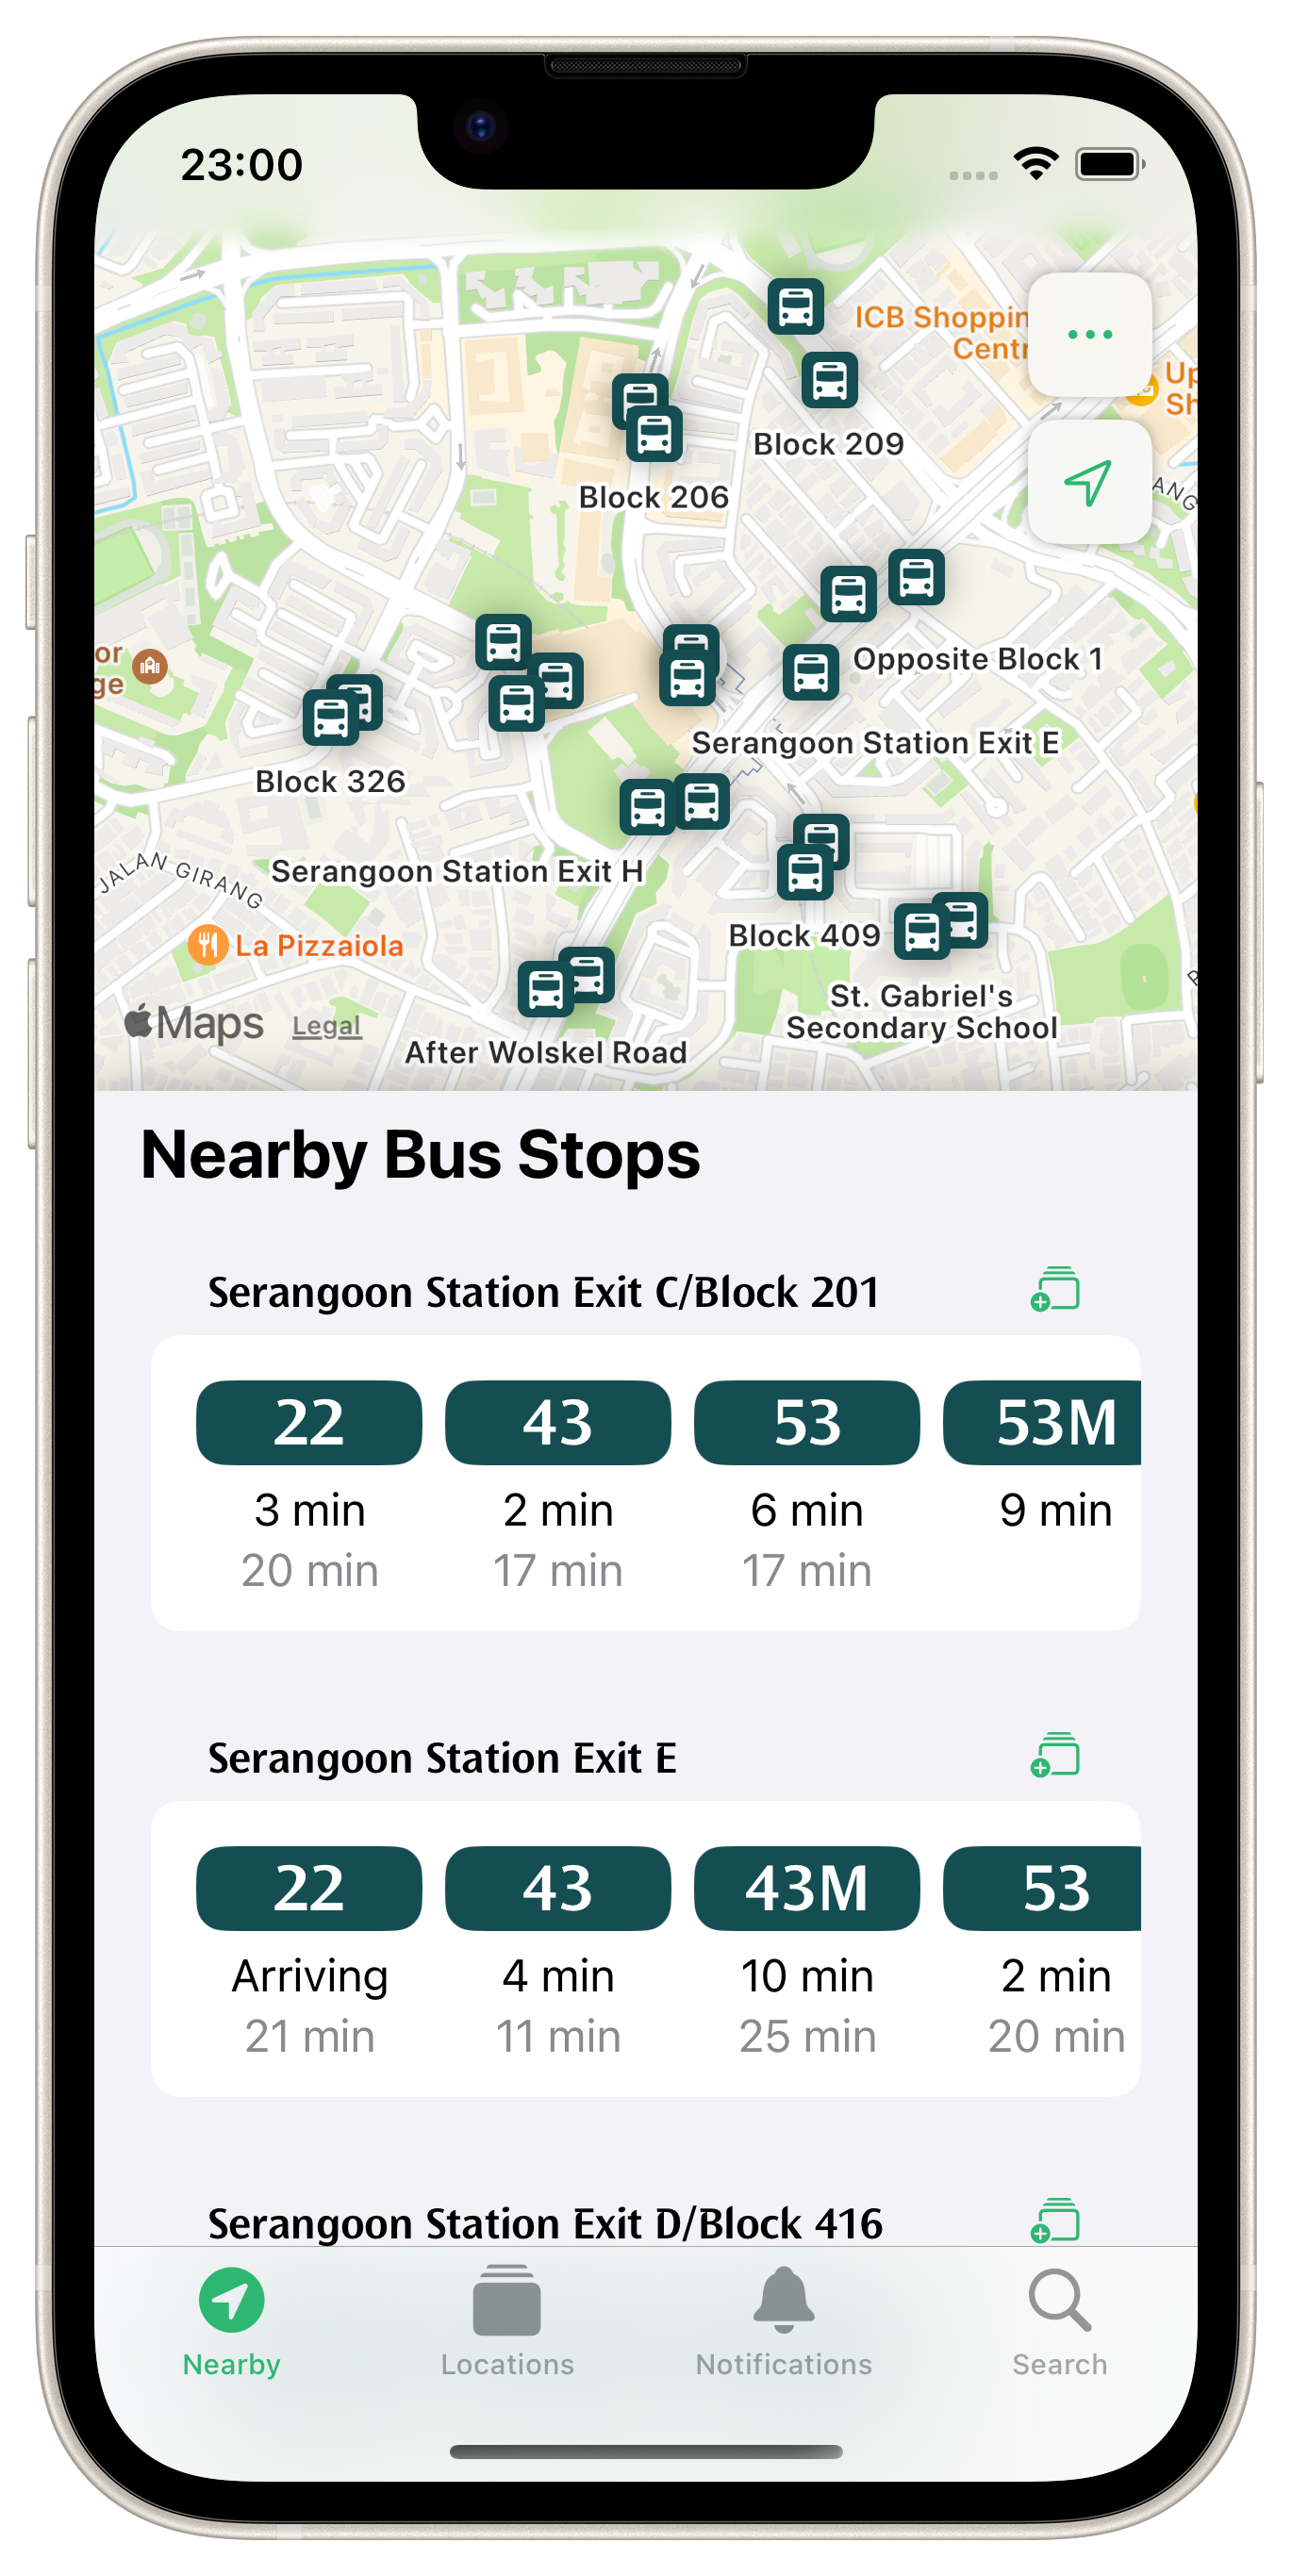 23:00
ICB Shoppin
Centr
Up
Sh
Block 209
Block 206
ANG
Opposite Block 1
or
ge
Serangoon Station Exit E
Block 326
JALAN GIRANG
Serangoon Station Exit H
Block 409
La Pizzaiola
St. Gabriel's
Secondary School
Maps
Legal
After Wolskel Road
Nearby Bus Stops
Serangoon Station Exit C/Block 201
22 43 53 53M
3 min 2 min 6 min 9 min
20 min 17 min 17 min
Serangoon Station Exit E
22 43 43M 53
Arriving 4 min 10 min 2 min
21 min 11 min 25 min 20 min
Serangoon Station Exit D/Block 416
Nearby Locations Notifications Search